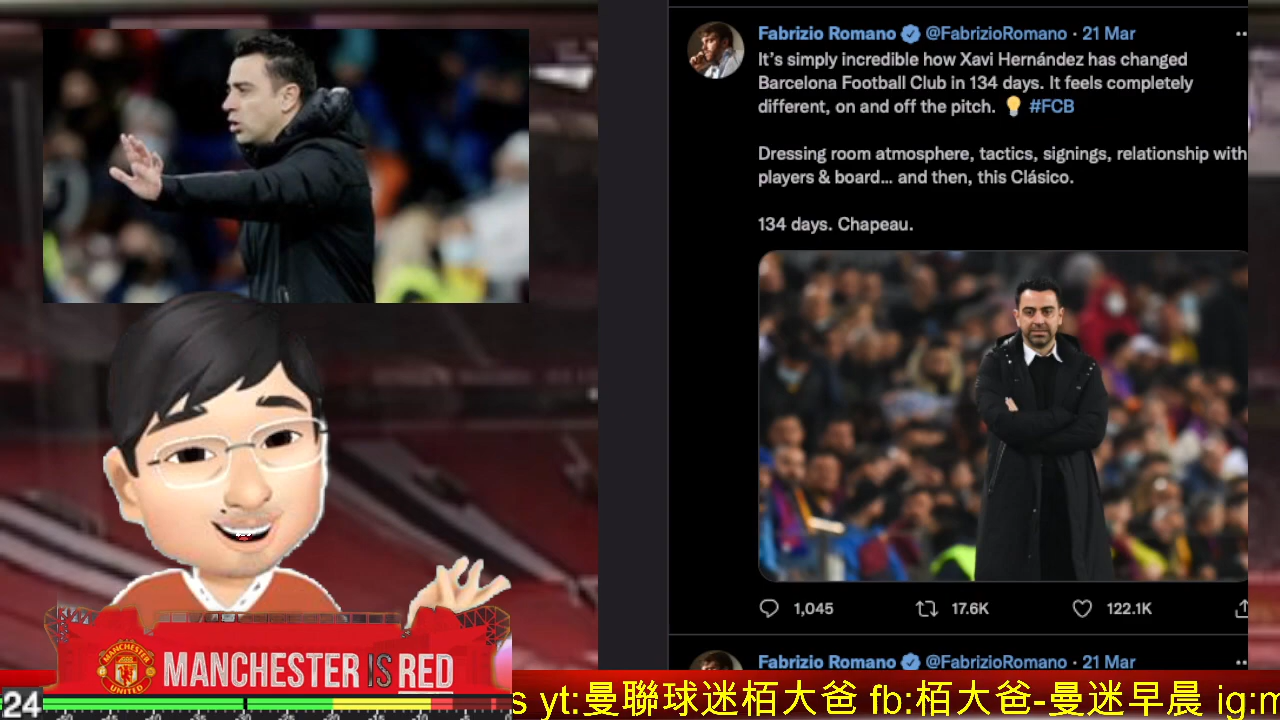 Fabrizio Romano @FabrizioRomano · 21 Mar
It's simply incredible how Xavi Hernández has changed
Barcelona Football Club in 134 days. It feels completely
different, on and off the pitch. 💡 #FCB
Dressing room atmosphere, tactics, signings, relationship with
players & board... and then, this Clásico.
134 days. Chapeau.
1,045 17.6K 122.1K
Fabrizio Romano @FabrizioRomano · 21 Mar
MANCHESTER UNITED
MANCHESTER IS RED
24
s yt:曼聯球迷栢大爸 fb:栢大爸-曼迷早晨 ig:m